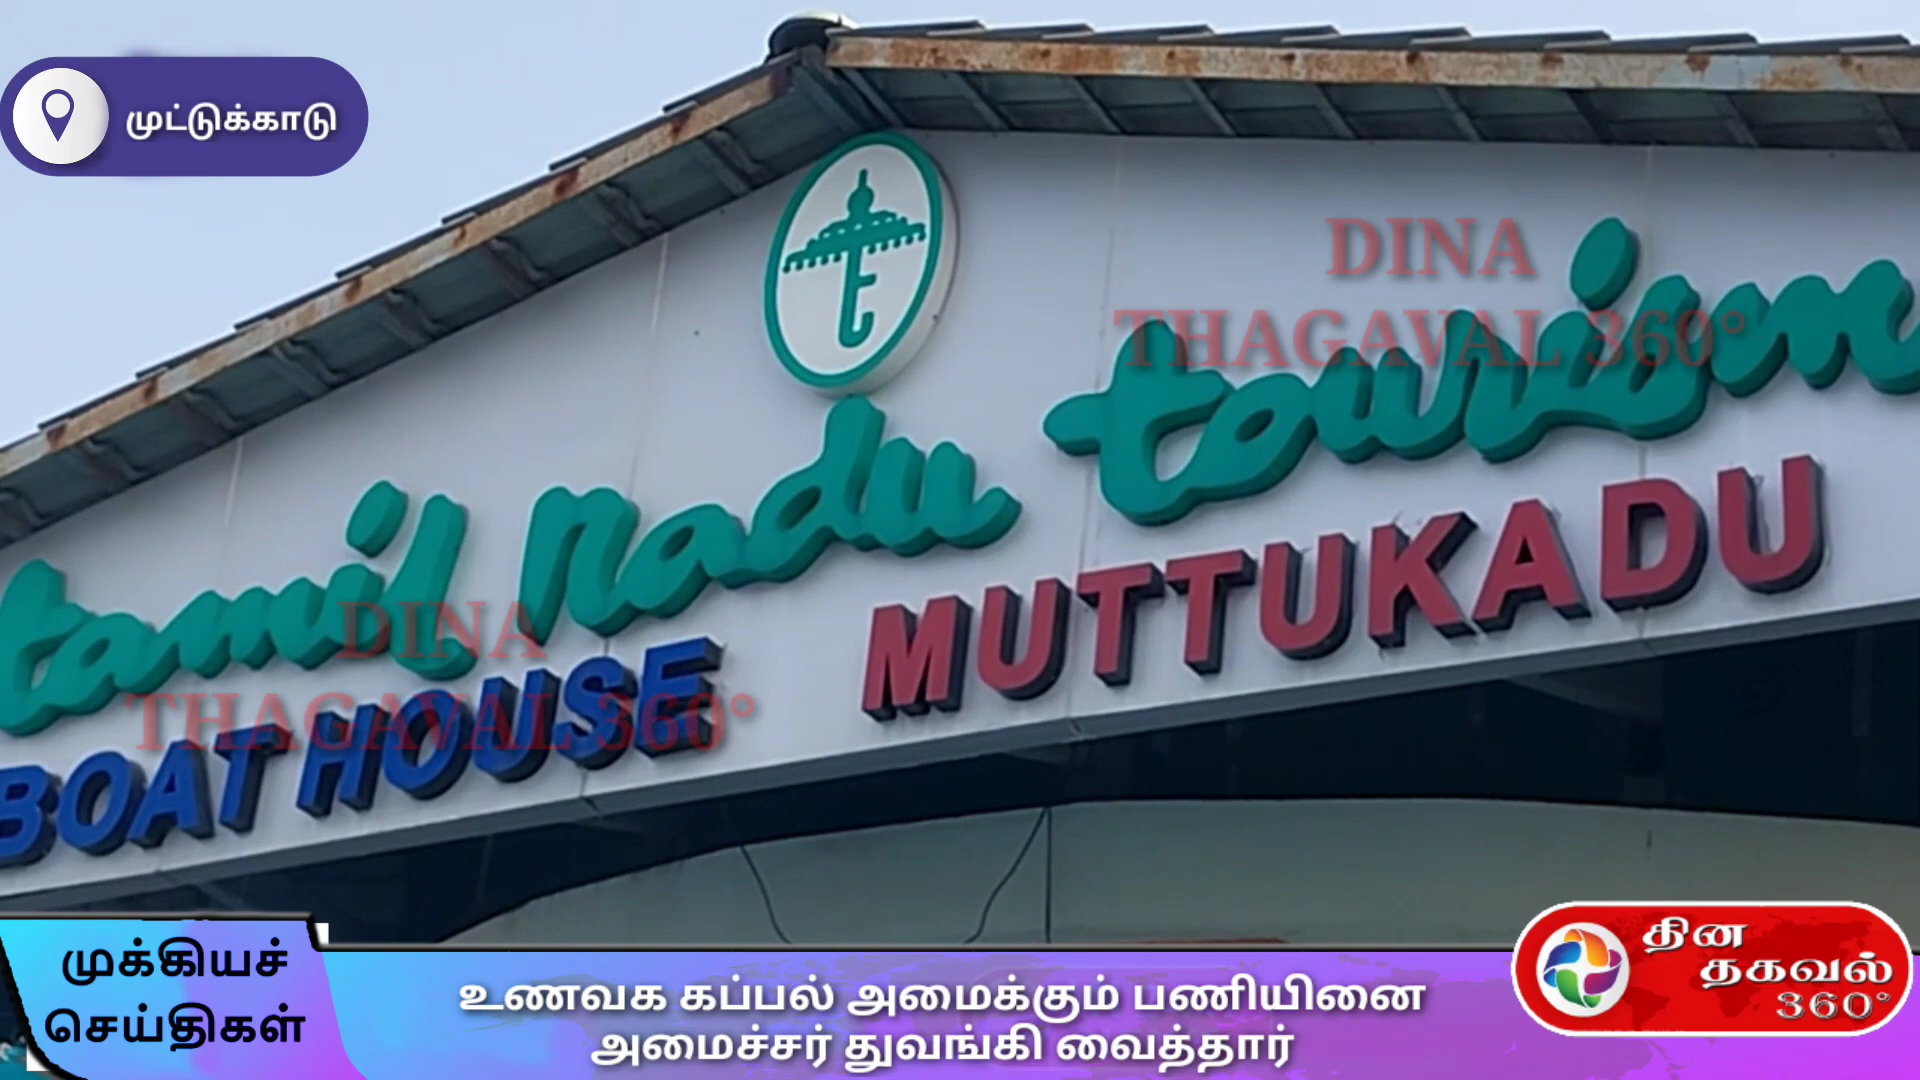 முட்டுக்காடு
DINA
THAGAVAL 360°
tamil nadu tourism
BOAT HOUSE MUTTUKADU
DINA
THAGAVAL 360°
முக்கியச்
செய்திகள்
உணவக கப்பல் அமைக்கும் பணியினை
அமைச்சர் துவங்கி வைத்தார்
தின
தகவல்
360°